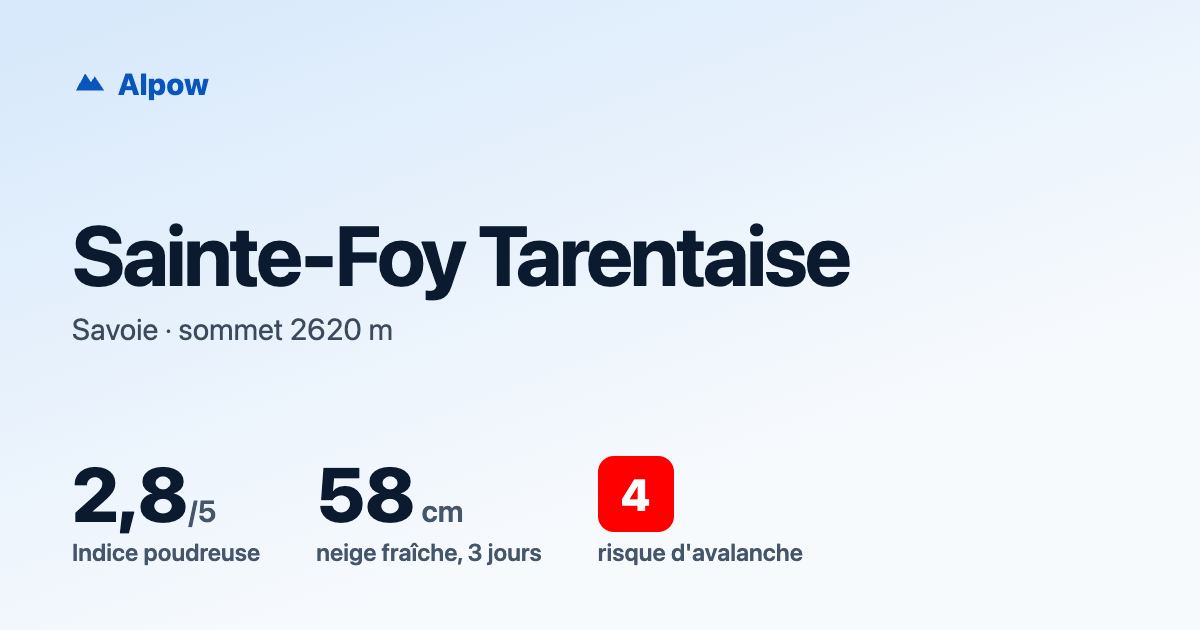 Alpow
Sainte-Foy Tarentaise
Savoie · sommet 2620 m
2,8/5
Indice poudreuse
58 cm
neige fraîche, 3 jours
4
risque d'avalanche